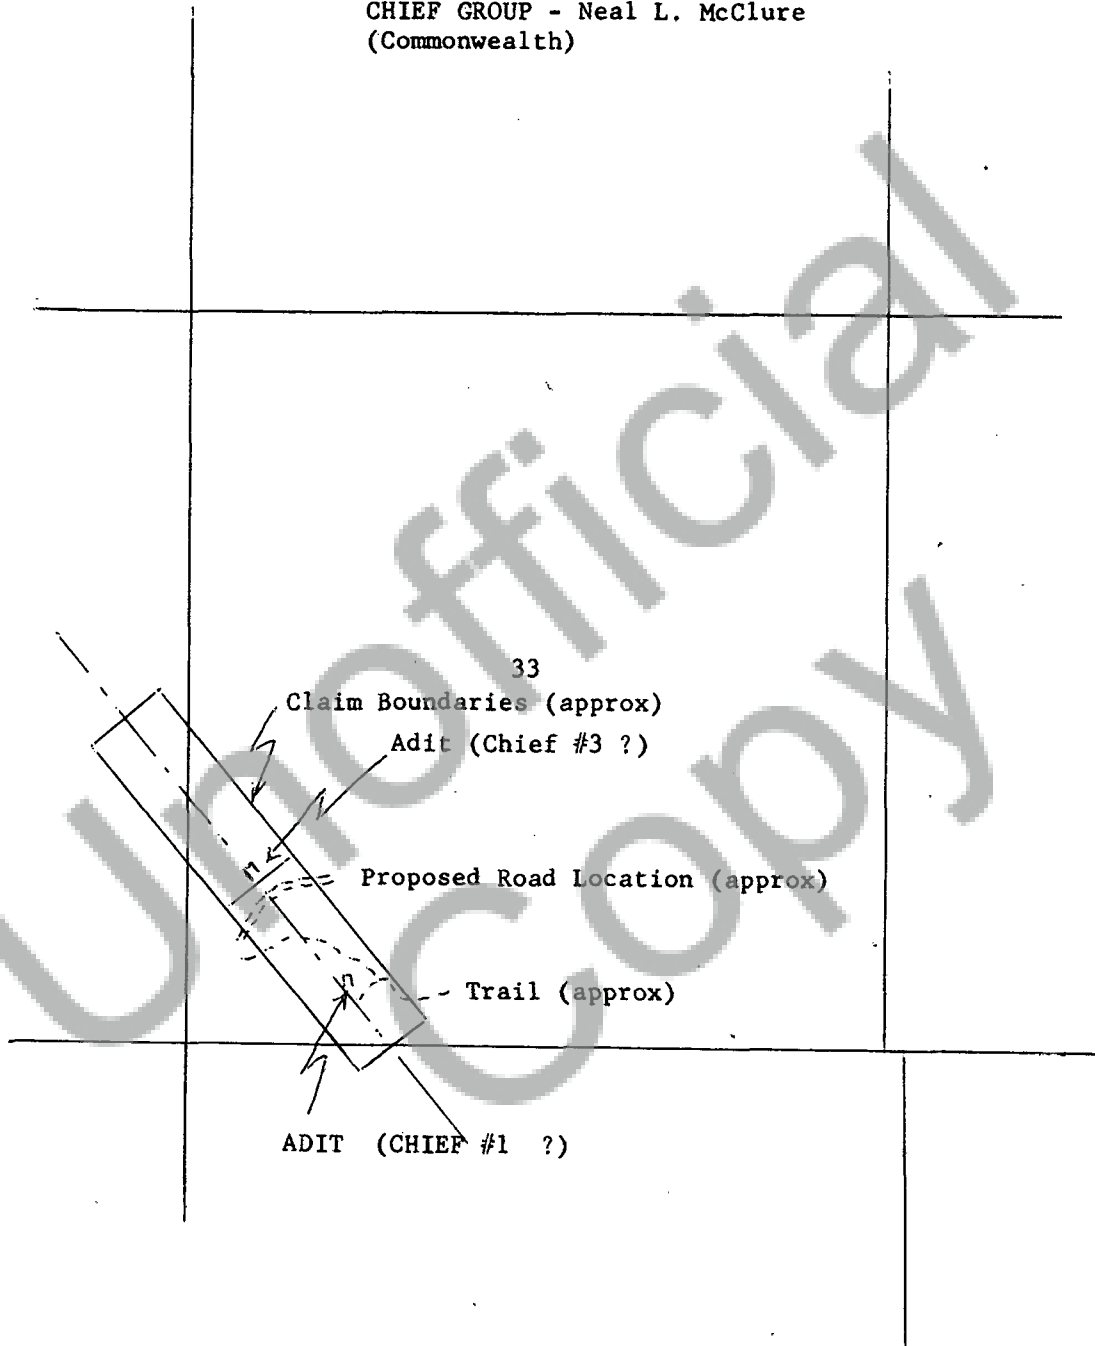 CHIEF GROUP - Neal L. McClure
(Commonwealth)
33
Claim Boundaries (approx)
Adit (Chief #3 ?)
Proposed Road Location (approx)
Trail (approx)
ADIT (CHIEF #1 ?)
Unofficial
Copy